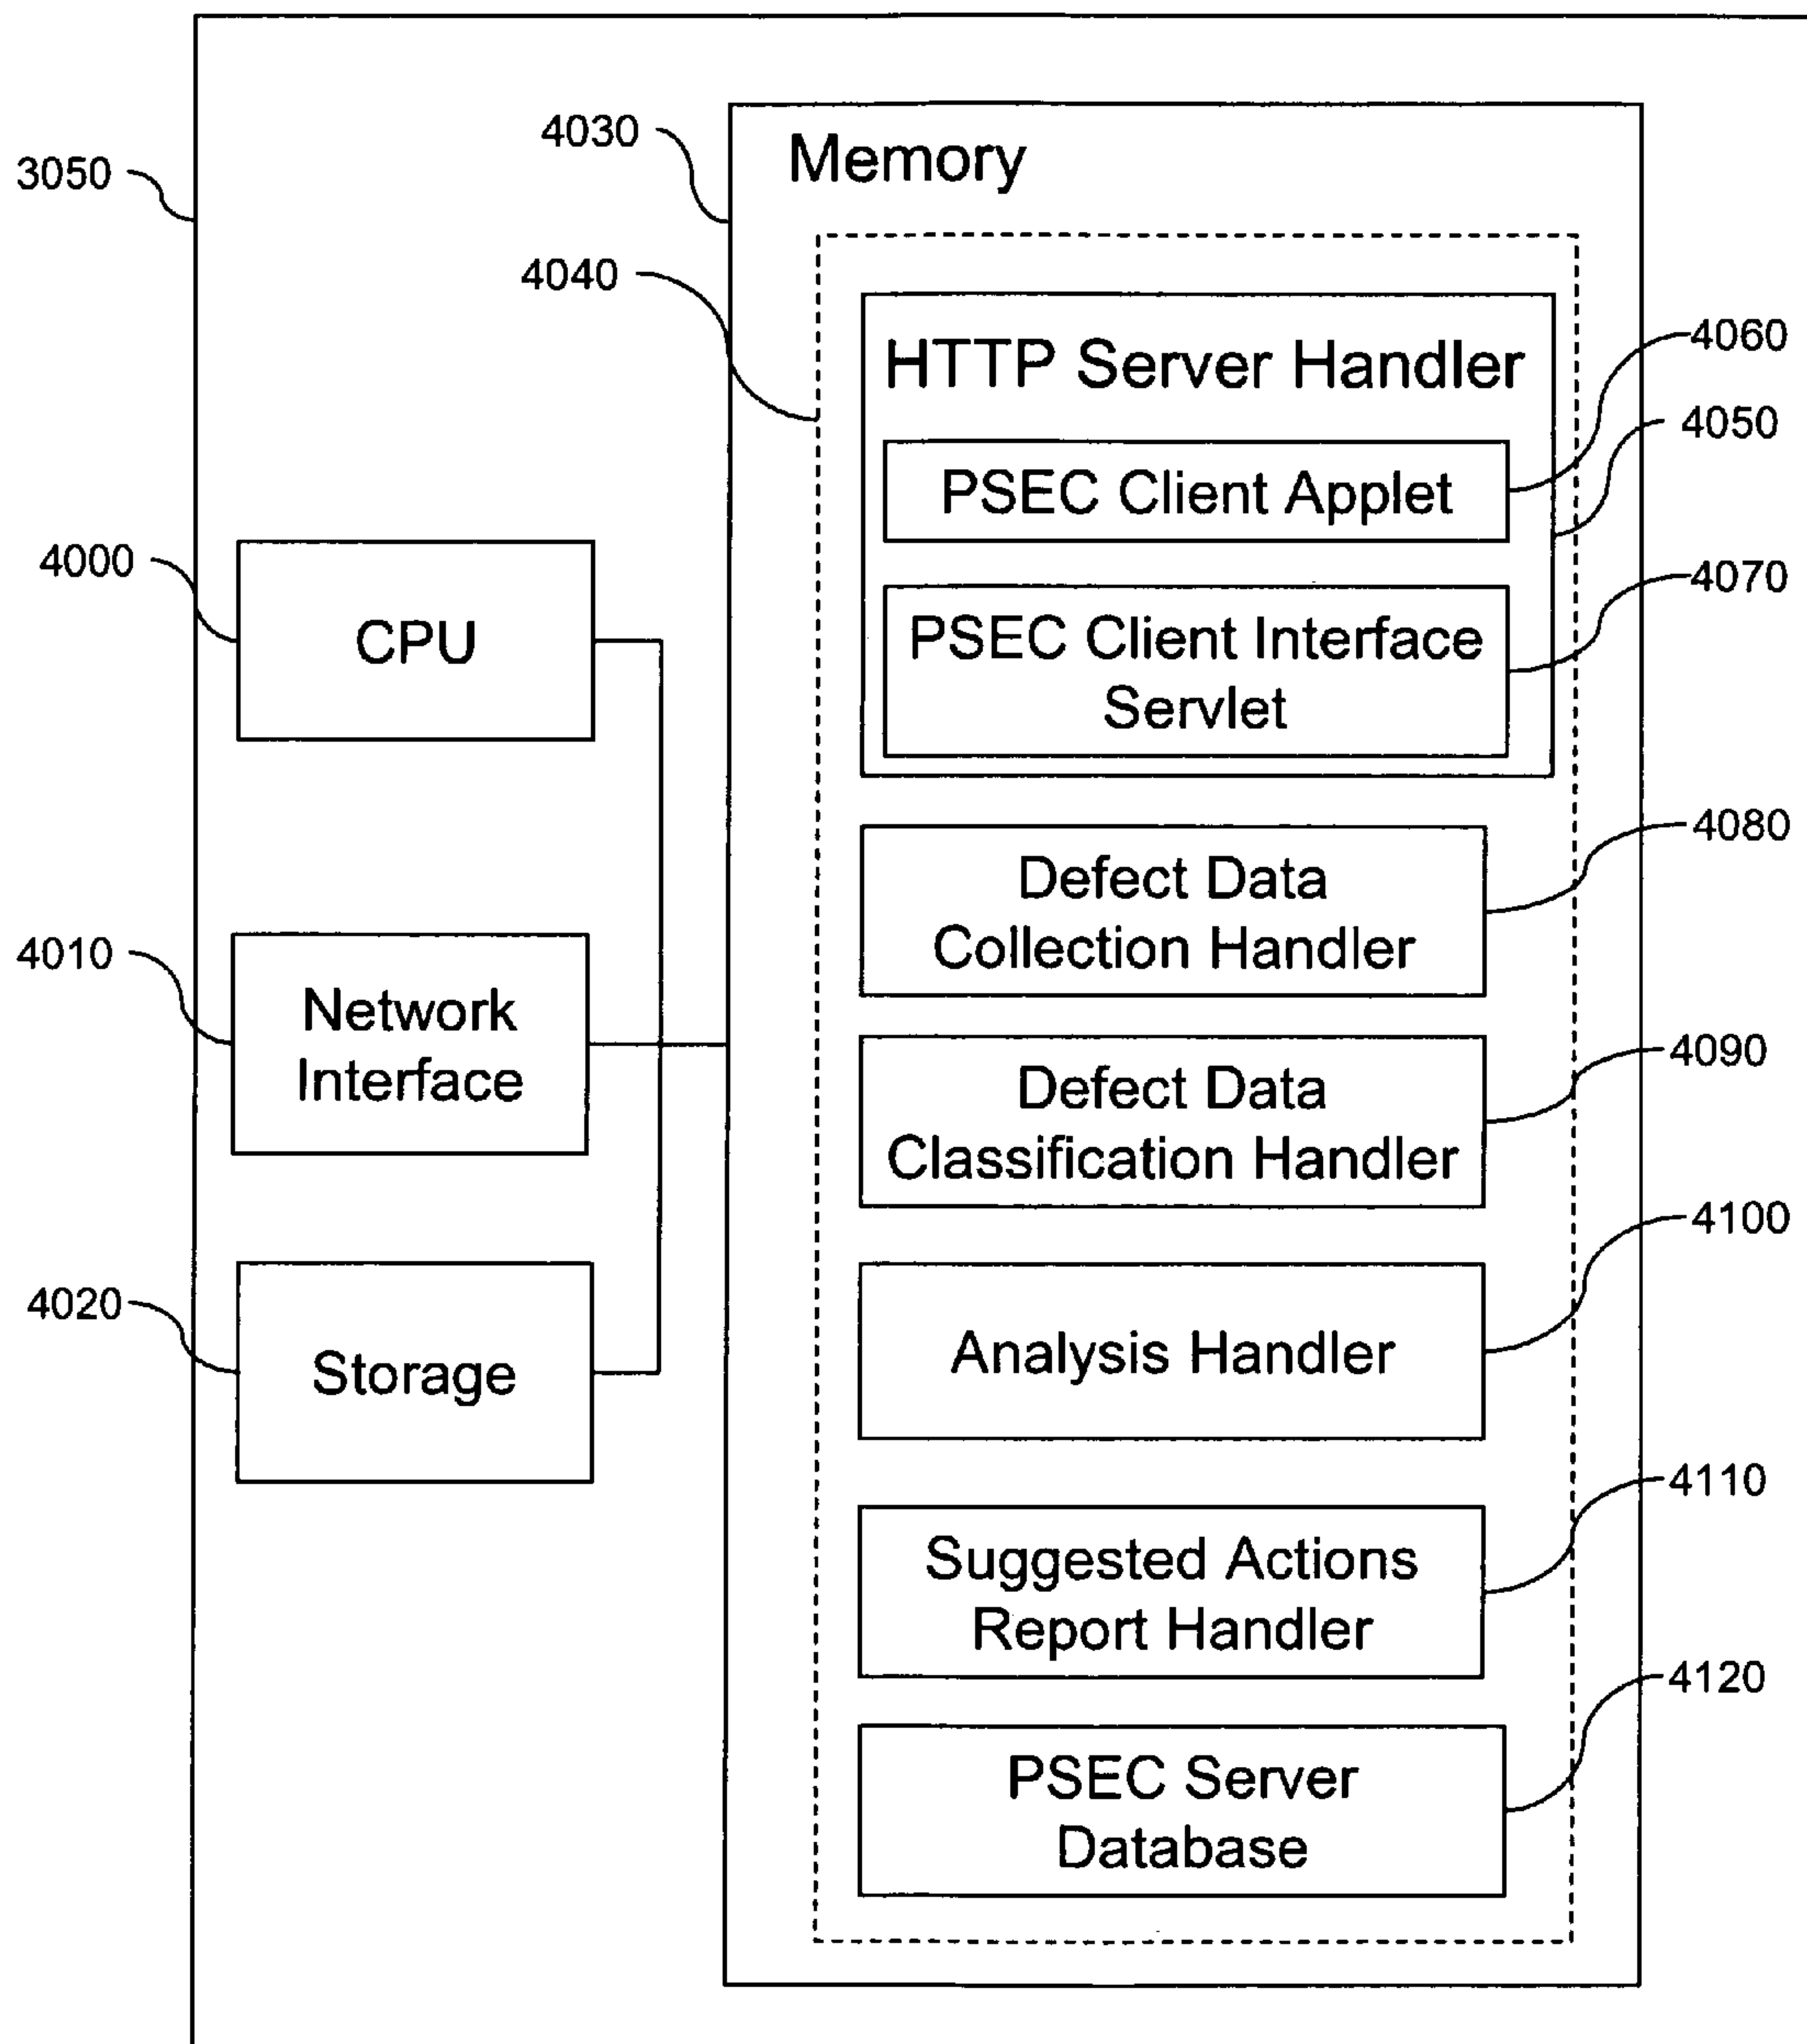 3050
4030
Memory
4040
HTTP Server Handler
4060
4050
PSEC Client Applet
4000
CPU
4070
PSEC Client Interface
Servlet
4080
Defect Data
Collection Handler
4010
Network
Interface
4090
Defect Data
Classification Handler
4100
4020
Storage
Analysis Handler
4110
Suggested Actions
Report Handler
4120
PSEC Server
Database